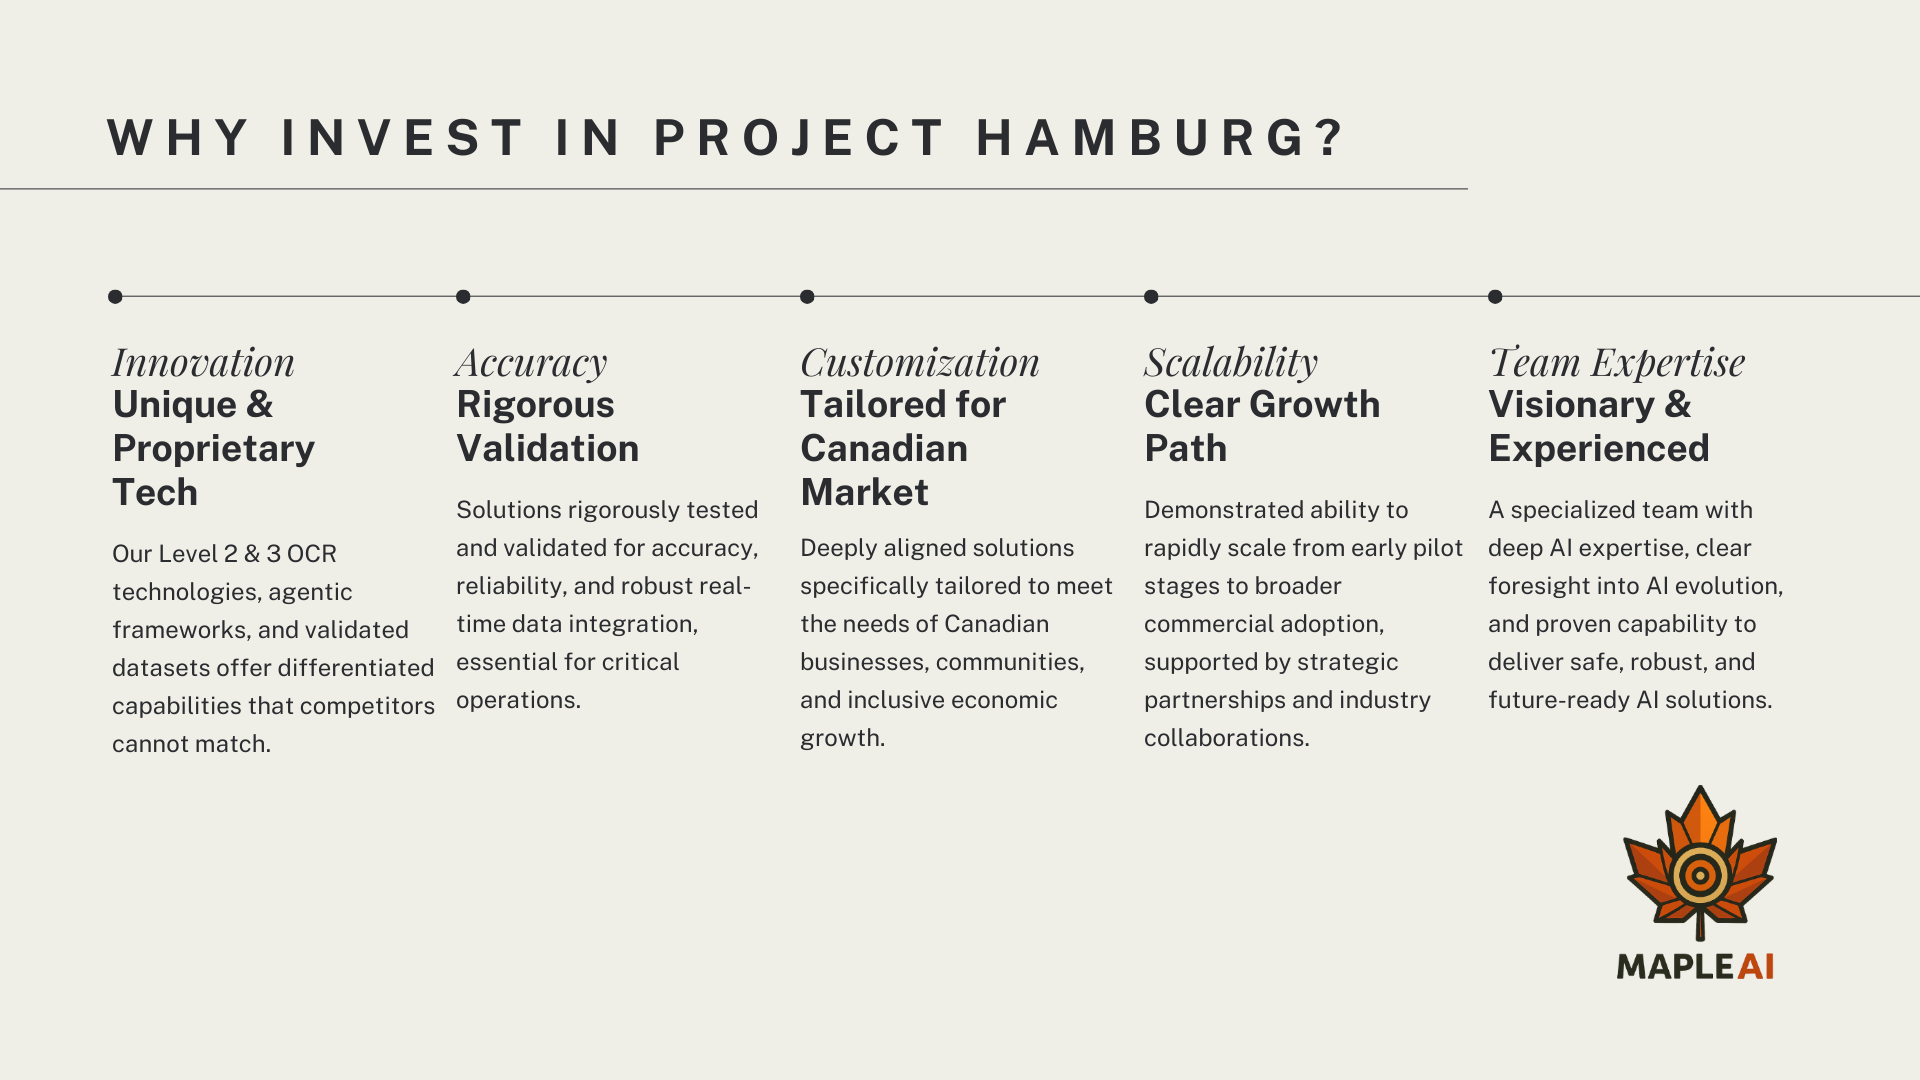 WHY INVEST IN PROJECT HAMBURG?
Innovation
Unique &
Proprietary
Tech
Our Level 2 & 3 OCR
technologies, agentic
frameworks, and validated
datasets offer differentiated
capabilities that competitors
cannot match.
Accuracy
Rigorous
Validation
Solutions rigorously tested
and validated for accuracy,
reliability, and robust real-
time data integration,
essential for critical
operations.
Customization
Tailored for
Canadian
Market
Deeply aligned solutions
specifically tailored to meet
the needs of Canadian
businesses, communities,
and inclusive economic
growth.
Scalability
Clear Growth
Path
Demonstrated ability to
rapidly scale from early pilot
stages to broader
commercial adoption,
supported by strategic
partnerships and industry
collaborations.
Team Expertise
Visionary &
Experienced
A specialized team with
deep AI expertise, clear
foresight into AI evolution,
and proven capability to
deliver safe, robust, and
future-ready AI solutions.
MAPLE AI